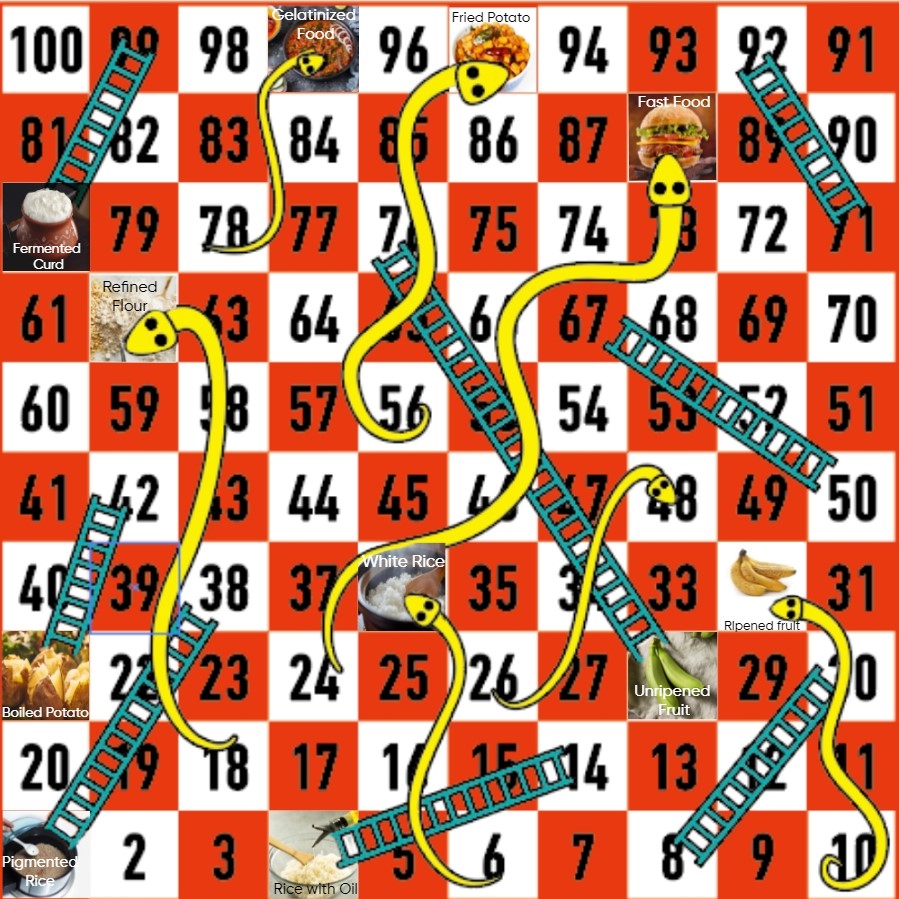 Gelatinized
Food
Fried Potato
100 99 98 96 94 93 92 91
Fast Food
81 82 83 84 85 86 87 89 90
79 78 77 76 75 74 73 72 71
Fermented
Curd
Refined
Flour
61 63 64 65 66 67 68 69 70
60 59 58 57 56 55 54 53 52 51
41 42 43 44 45 46 47 48 49 50
White Rice
40 39 38 37 35 34 33 31
RIpened fruit
22 23 24 25 26 27 29 30
Unripened
Fruit
Boiled Potato
20 19 18 17 16 15 14 13 12 11
Pigmented
Rice
2 3 5 6 7 8 9 10
Rice with Oil